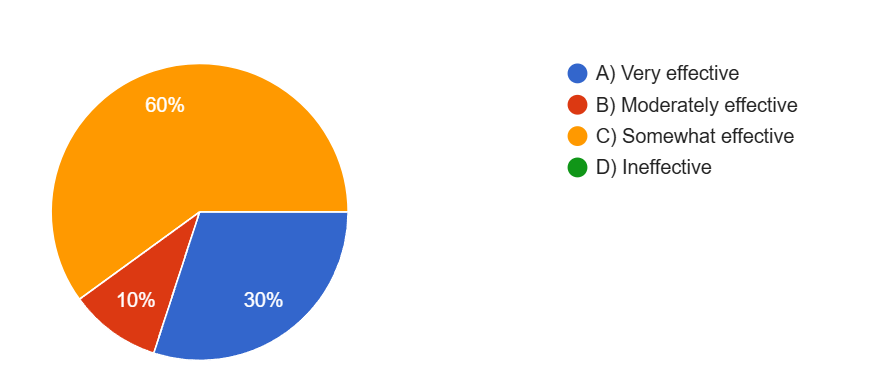 60%
10%
30%
A) Very effective
B) Moderately effective
C) Somewhat effective
D) Ineffective